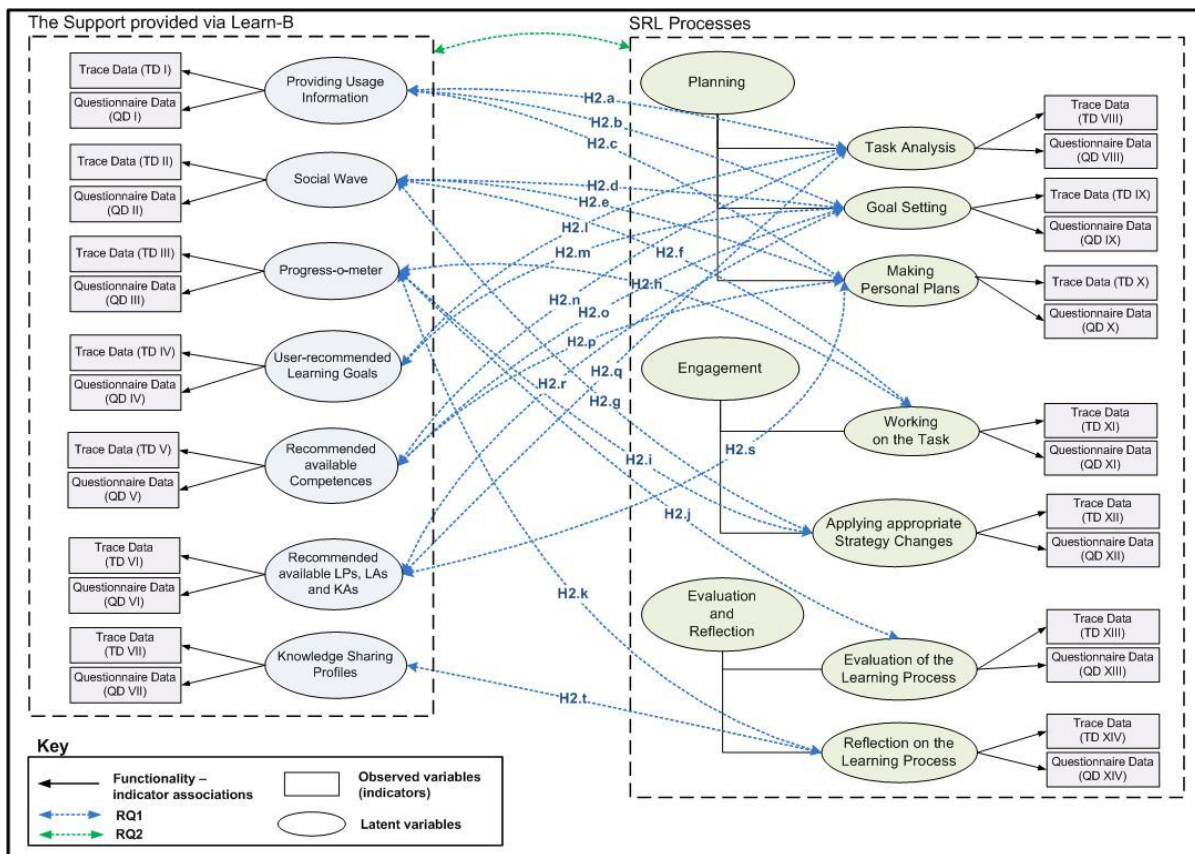 The Support provided via Learn-B
SRL Processes
Trace Data (TD I)
Questionnaire Data
(QD I)
Providing Usage
Information
Trace Data (TD II)
Questionnaire Data
(QD II)
Social Wave
Trace Data (TD III)
Questionnaire Data
(QD III)
Progress-o-meter
Trace Data (TD IV)
Questionnaire Data
(QD IV)
User-recommended
Learning Goals
Trace Data (TD V)
Questionnaire Data
(QD V)
Recommended
available
Competences
Trace Data
(TD VI)
Questionnaire Data
(QD VI)
Recommended
available LPs, LAs
and KAs
Trace Data
(TD VII)
Questionnaire Data
(QD VII)
Knowledge Sharing
Profiles
H2.a
H2.b
H2.c
H2.d
H2.e
H2.l
H2.f
H2.m
H2.n
H2.h
H2.o
H2.p
H2.r
H2.q
H2.g
H2.s
H2.i
H2.j
H2.k
H2.t
Planning
Task Analysis
Trace Data
(TD VIII)
Questionnaire Data
(QD VIII)
Goal Setting
Trace Data (TD IX)
Questionnaire Data
(QD IX)
Making
Personal Plans
Trace Data (TD X)
Questionnaire Data
(QD X)
Engagement
Working
on the Task
Trace Data
(TD XI)
Questionnaire Data
(QD XI)
Applying appropriate
Strategy Changes
Trace Data
(TD XII)
Questionnaire Data
(QD XII)
Evaluation
and
Reflection
Evaluation of the
Learning Process
Trace Data
(TD XIII)
Questionnaire Data
(QD XIII)
Reflection on the
Learning Process
Trace Data
(TD XIV)
Questionnaire Data
(QD XIV)
Key
Functionality –
indicator associations
RQ1
RQ2
Observed variables
(indicators)
Latent variables